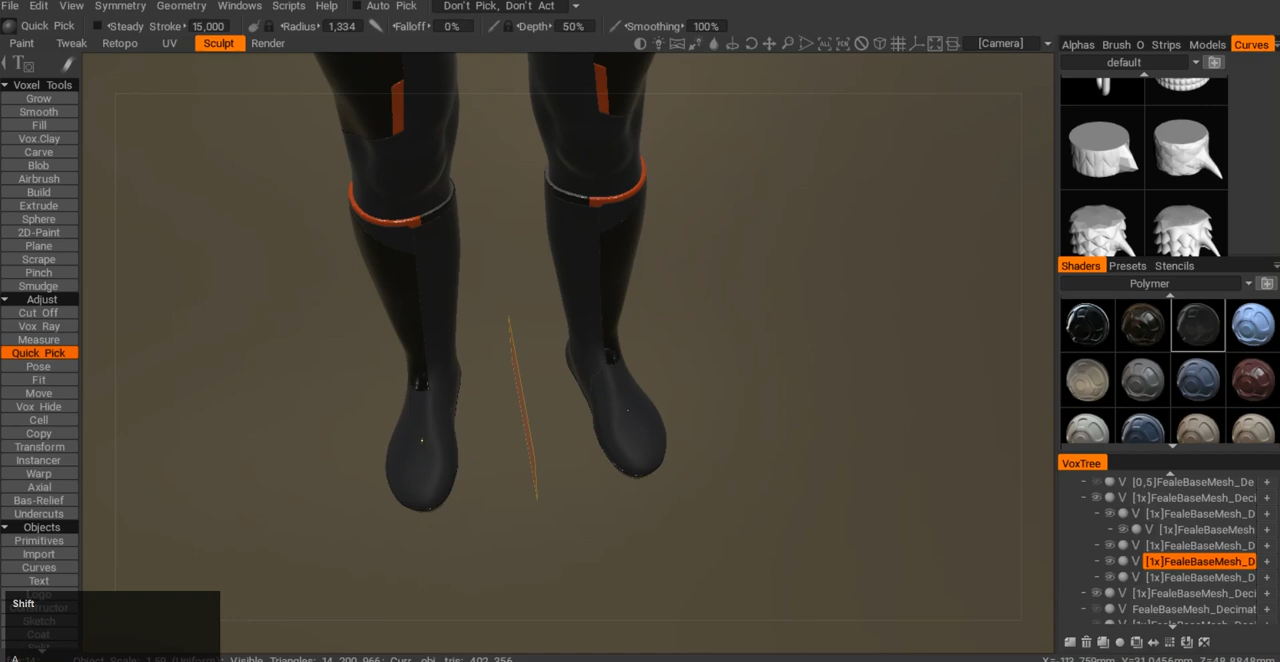 File Edit View Symmetry Geometry Windows Scripts Help Auto Pick Don't Pick, Don't Act
Quick Pick Steady Stroke 15,000 Radius 1,334 Falloff 0% Depth 50% Smoothing 100%
Paint Tweak Retopo UV Sculpt Render [Camera]
Alphas Brush O Strips Models Curves
default
Voxel Tools
Grow
Smooth
Fill
Vox.Clay
Carve
Blob
Airbrush
Build
Extrude
Sphere
2D-Paint
Plane
Scrape
Pinch
Smudge
Adjust
Cut Off
Vox Ray
Measure
Quick Pick
Pose
Fit
Move
Vox Hide
Cell
Copy
Transform
Instancer
Warp
Axial
Bas-Relief
Undercuts
Objects
Primitives
Import
Curves
Text
Logo
Constructor
Sketch
Coat
Shift
Shaders Presets Stencils
Polymer
VoxTree
V [0,5]FealeBaseMesh_De +
V [1x]FealeBaseMesh_Deci +
V [1x]FealeBaseMesh_D +
V [1x]FealeBaseMesh +
V [1x]FealeBaseMesh_D +
V [1x]FealeBaseMesh_D +
V [1x]FealeBaseMesh_D +
V [1x]FealeBaseMesh_Deci +
V FealeBaseMesh_Decimat +